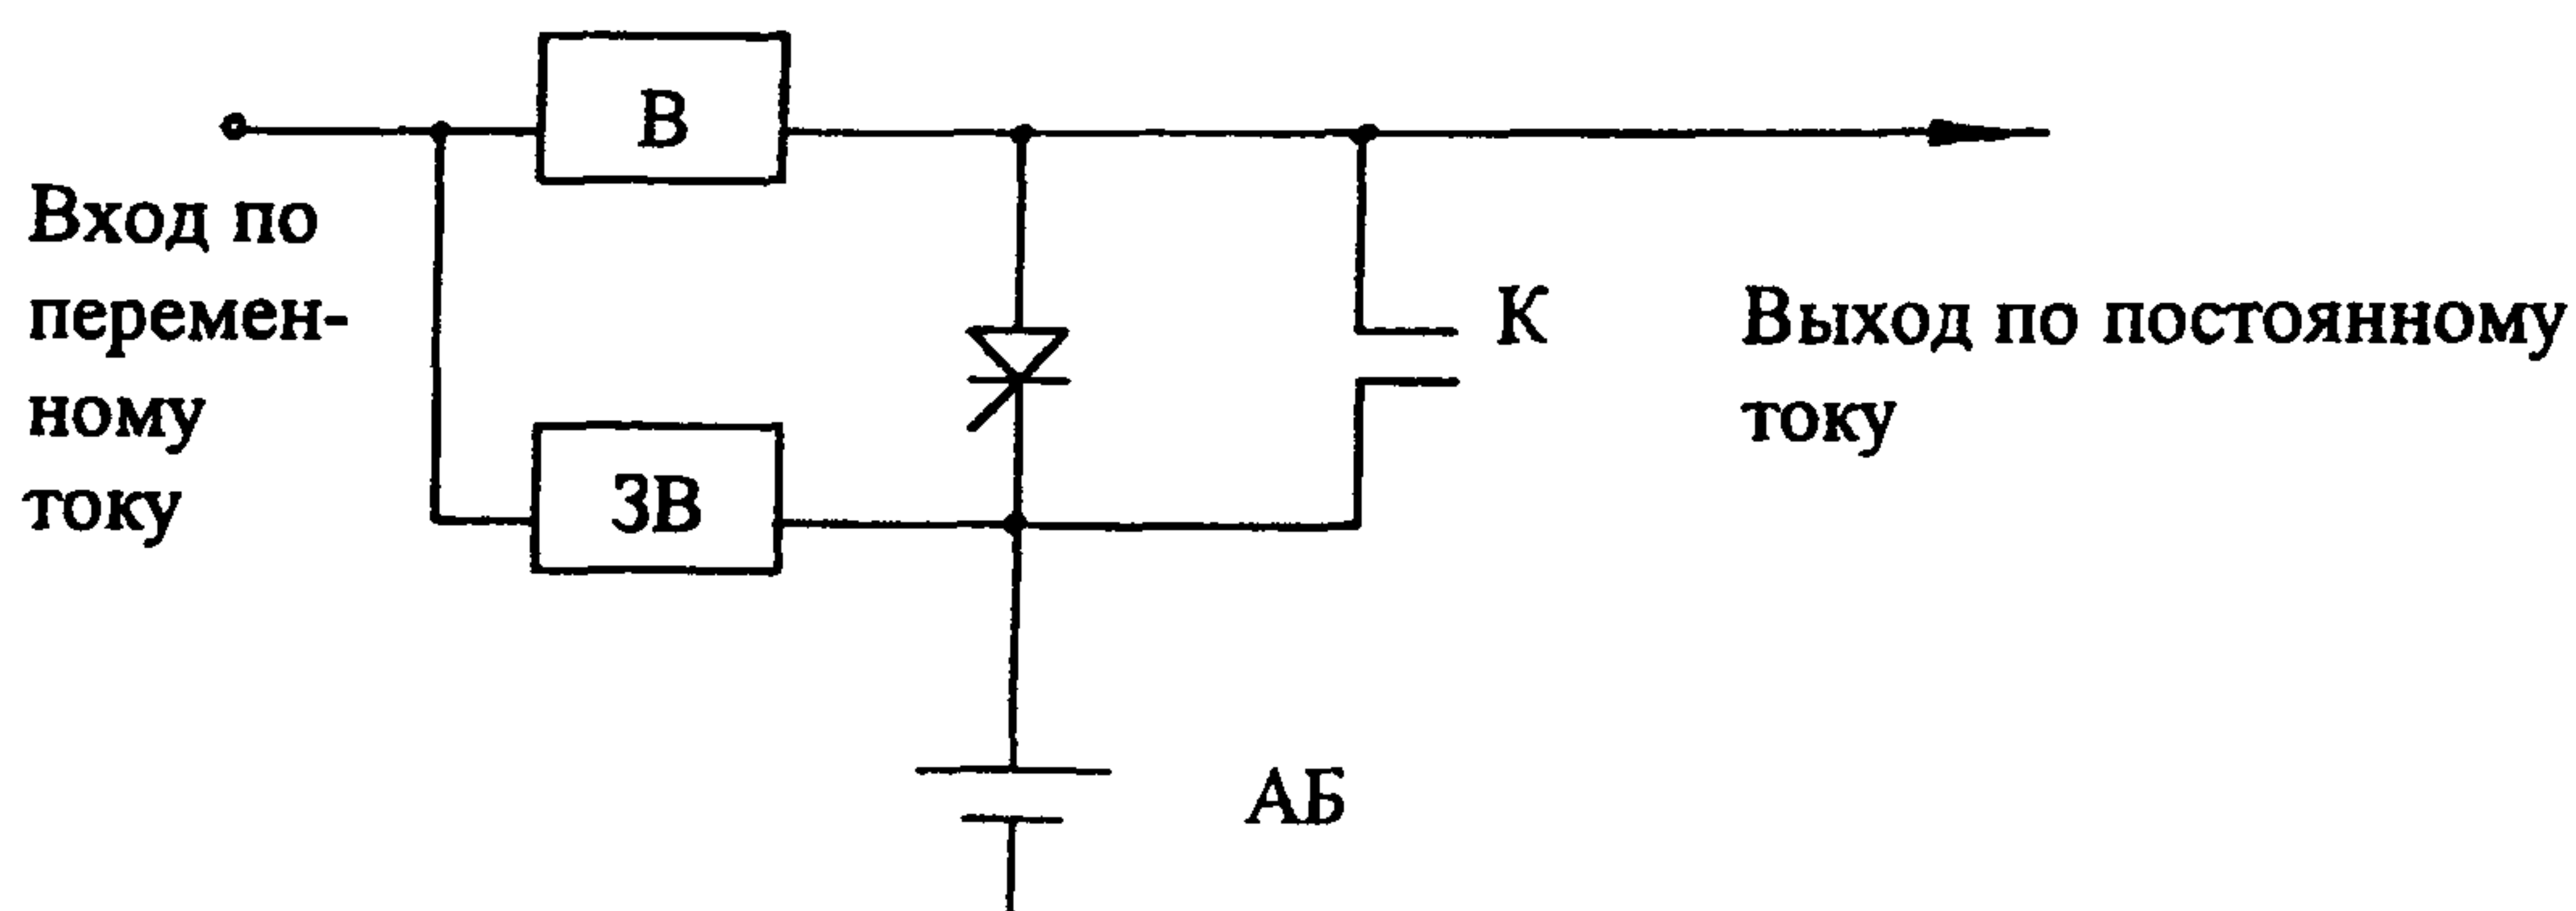 В
Вход по
перемен-
ному
току
К
Выход по постоянному
току
ЗВ
АБ